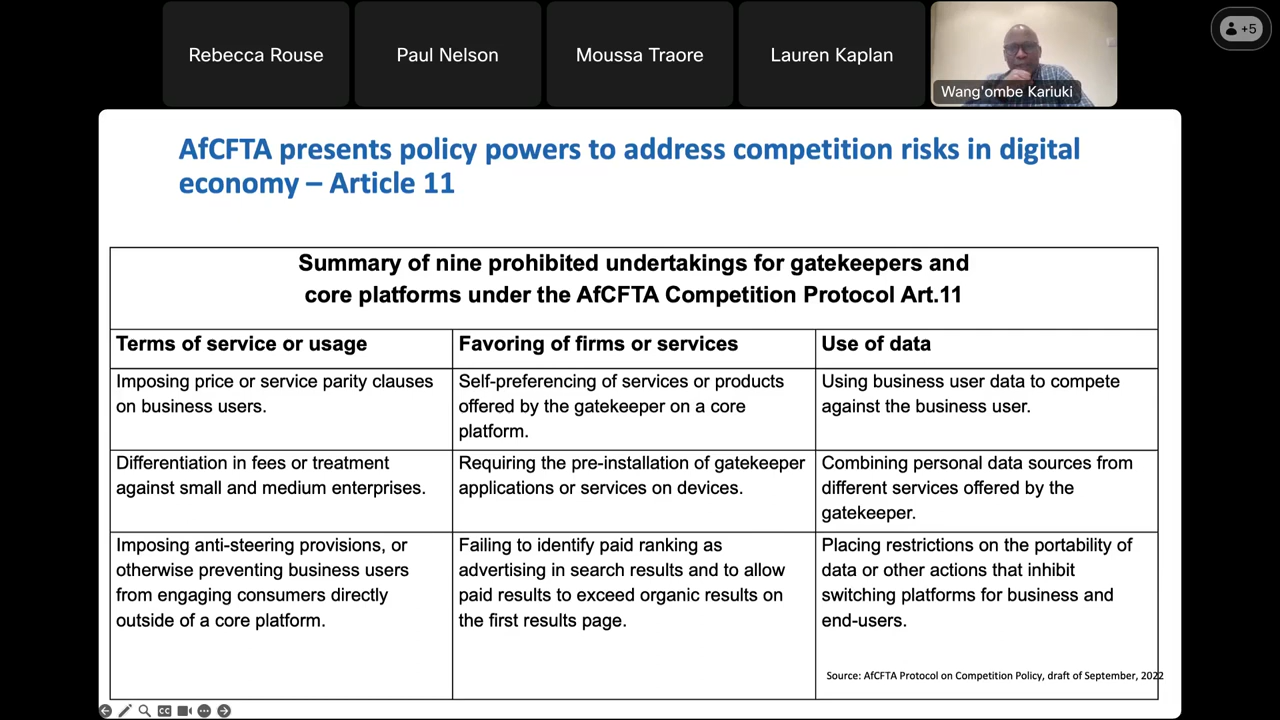 Rebecca Rouse
Paul Nelson
Moussa Traore
Lauren Kaplan
Wang'ombe Kariuki
+5
AfCFTA presents policy powers to address competition risks in digital
economy – Article 11
Summary of nine prohibited undertakings for gatekeepers and
core platforms under the AfCFTA Competition Protocol Art.11
Terms of service or usage
Favoring of firms or services
Use of data
Imposing price or service parity clauses
on business users.
Self-preferencing of services or products
offered by the gatekeeper on a core
platform.
Using business user data to compete
against the business user.
Differentiation in fees or treatment
against small and medium enterprises.
Requiring the pre-installation of gatekeeper
applications or services on devices.
Combining personal data sources from
different services offered by the
gatekeeper.
Imposing anti-steering provisions, or
otherwise preventing business users
from engaging consumers directly
outside of a core platform.
Failing to identify paid ranking as
advertising in search results and to allow
paid results to exceed organic results on
the first results page.
Placing restrictions on the portability of
data or other actions that inhibit
switching platforms for business and
end-users.
Source: AfCFTA Protocol on Competition Policy, draft of September, 2022
CC